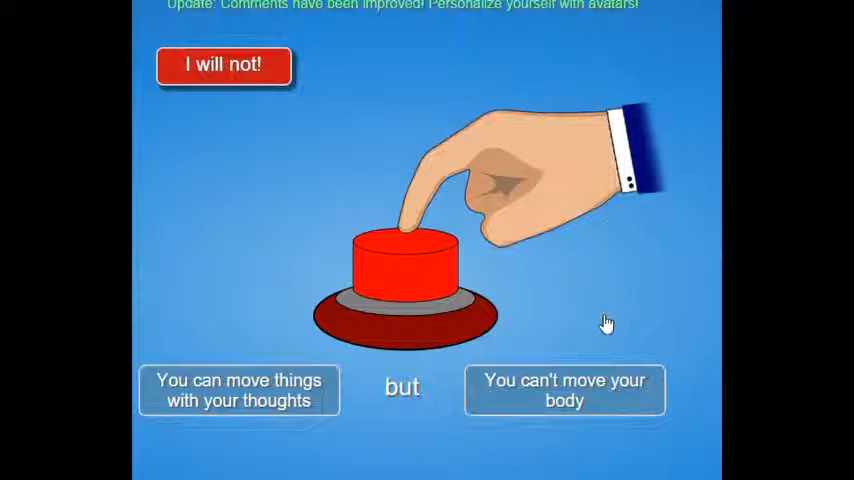 Update: Comments have been improved! Personalize yourself with avatars!
I will not!
You can move things
with your thoughts
but
You can't move your
body